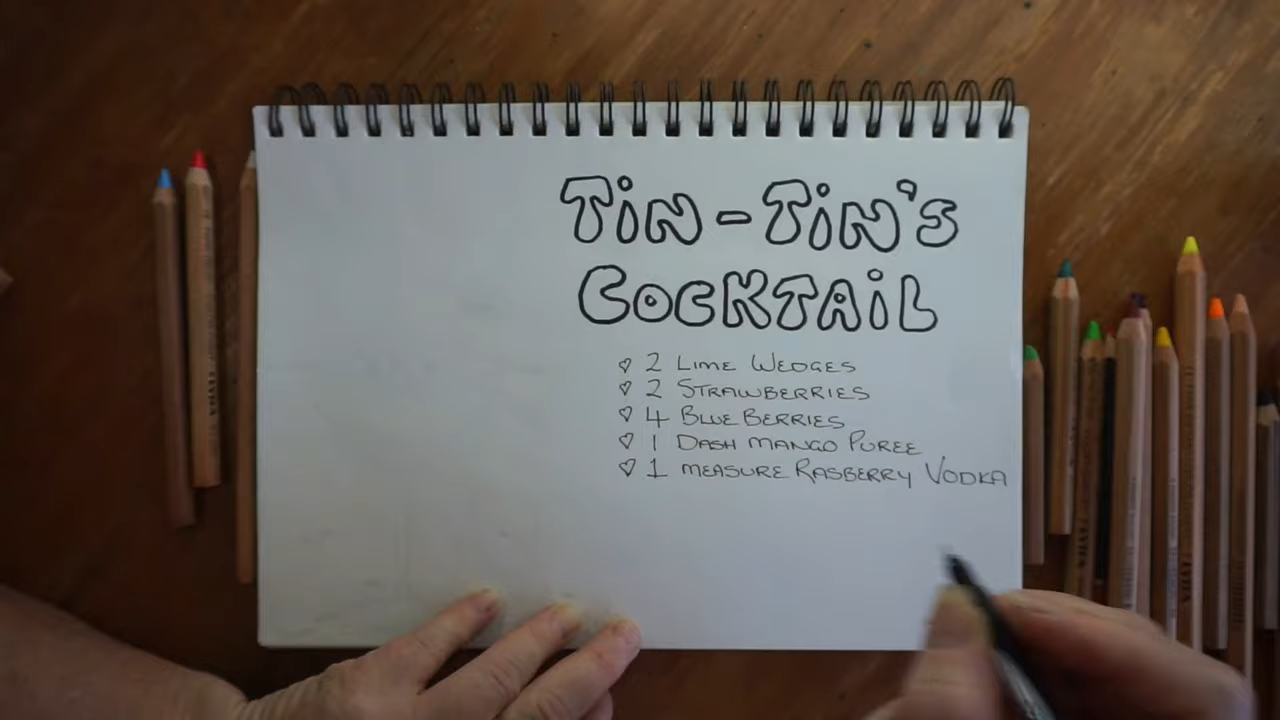 TiN-TiN's
COCKTAiL
♡ 2 LIME WEDGES
♡ 2 STRAWBERRIES
♡ 4 BLUE BERRIES
♡ 1 DASH MANGO PUREE
♡ 1 MEASURE RASBERRY VODKA